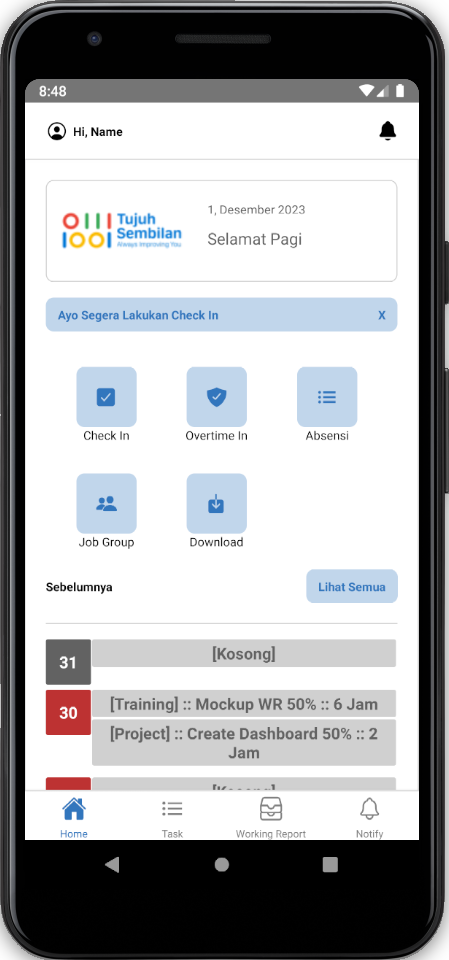 8:48
Hi, Name
Tujuh
Sembilan
Always Improving You
1, Desember 2023
Selamat Pagi
Ayo Segera Lakukan Check In X
Check In Overtime In Absensi
Job Group Download
Sebelumnya Lihat Semua
31 [Kosong]
30 [Training] :: Mockup WR 50% :: 6 Jam
[Project] :: Create Dashboard 50% :: 2
Jam
[Kosong]
Home Task Working Report Notify